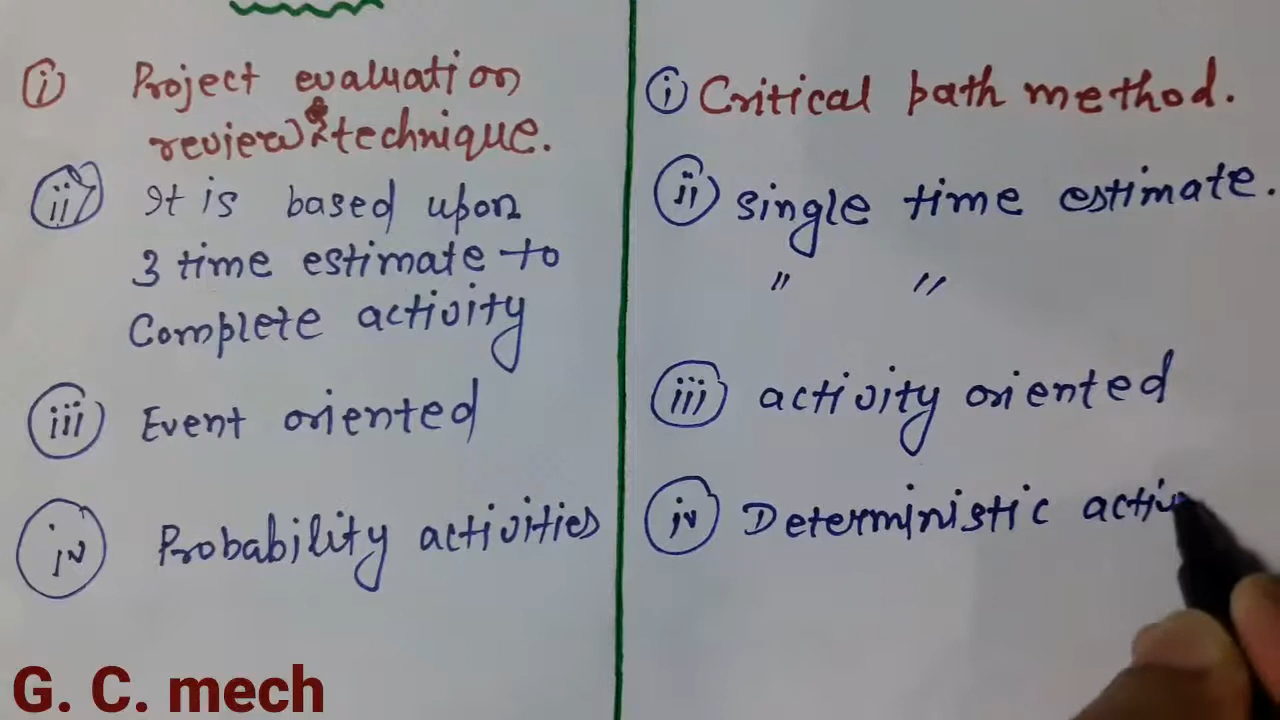 i Project evaluation
review & technique.
ii It is based upon
3 time estimate to
Complete activity
iii Event oriented
iv Probability activities
i Critical path method.
ii single time estimate.
" "
iii activity oriented
iv Deterministic activ
G. C. mech